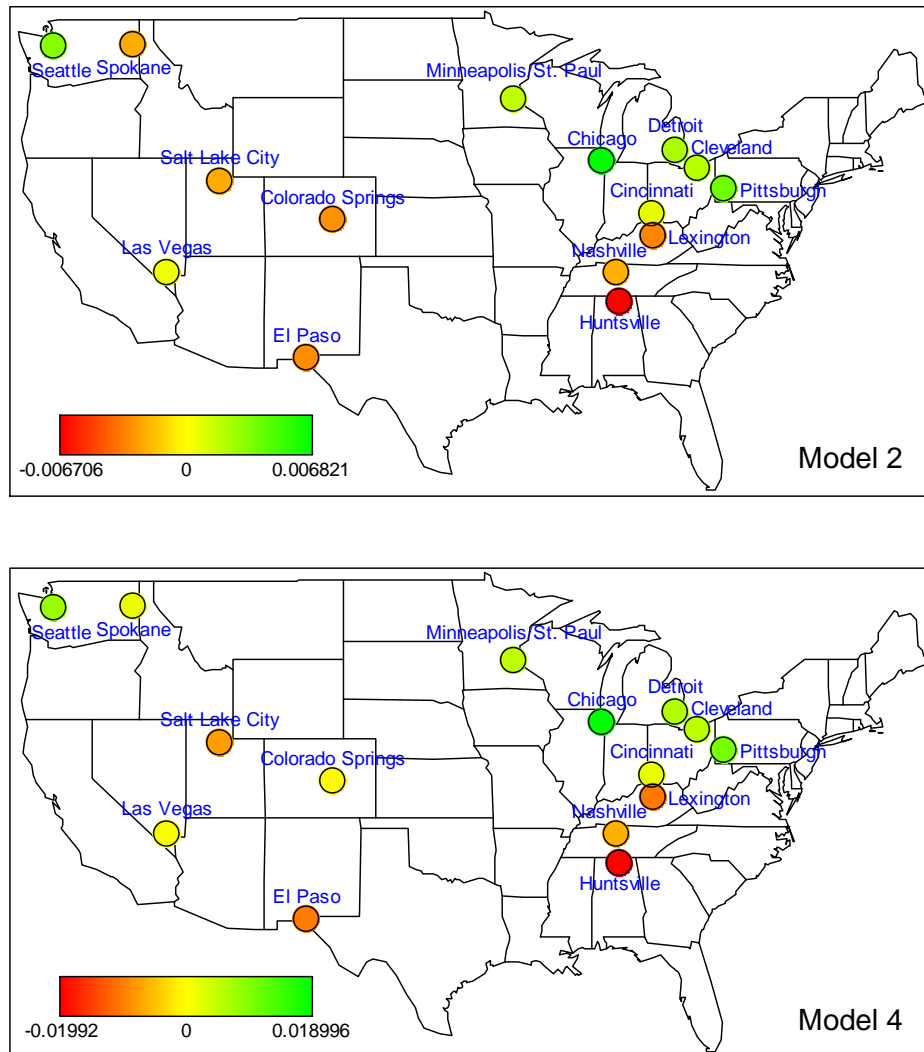 Seattle
Spokane
Minneapolis/St. Paul
Chicago
Detroit
Cleveland
Salt Lake City
Colorado Springs
Cincinnati
Pittsburgh
Las Vegas
Nashville
Lexington
Huntsville
El Paso
-0.006706
0
0.006821
Model 2
Seattle
Spokane
Minneapolis/St. Paul
Chicago
Detroit
Cleveland
Salt Lake City
Colorado Springs
Cincinnati
Pittsburgh
Las Vegas
Nashville
Lexington
Huntsville
El Paso
-0.01992
0
0.018996
Model 4